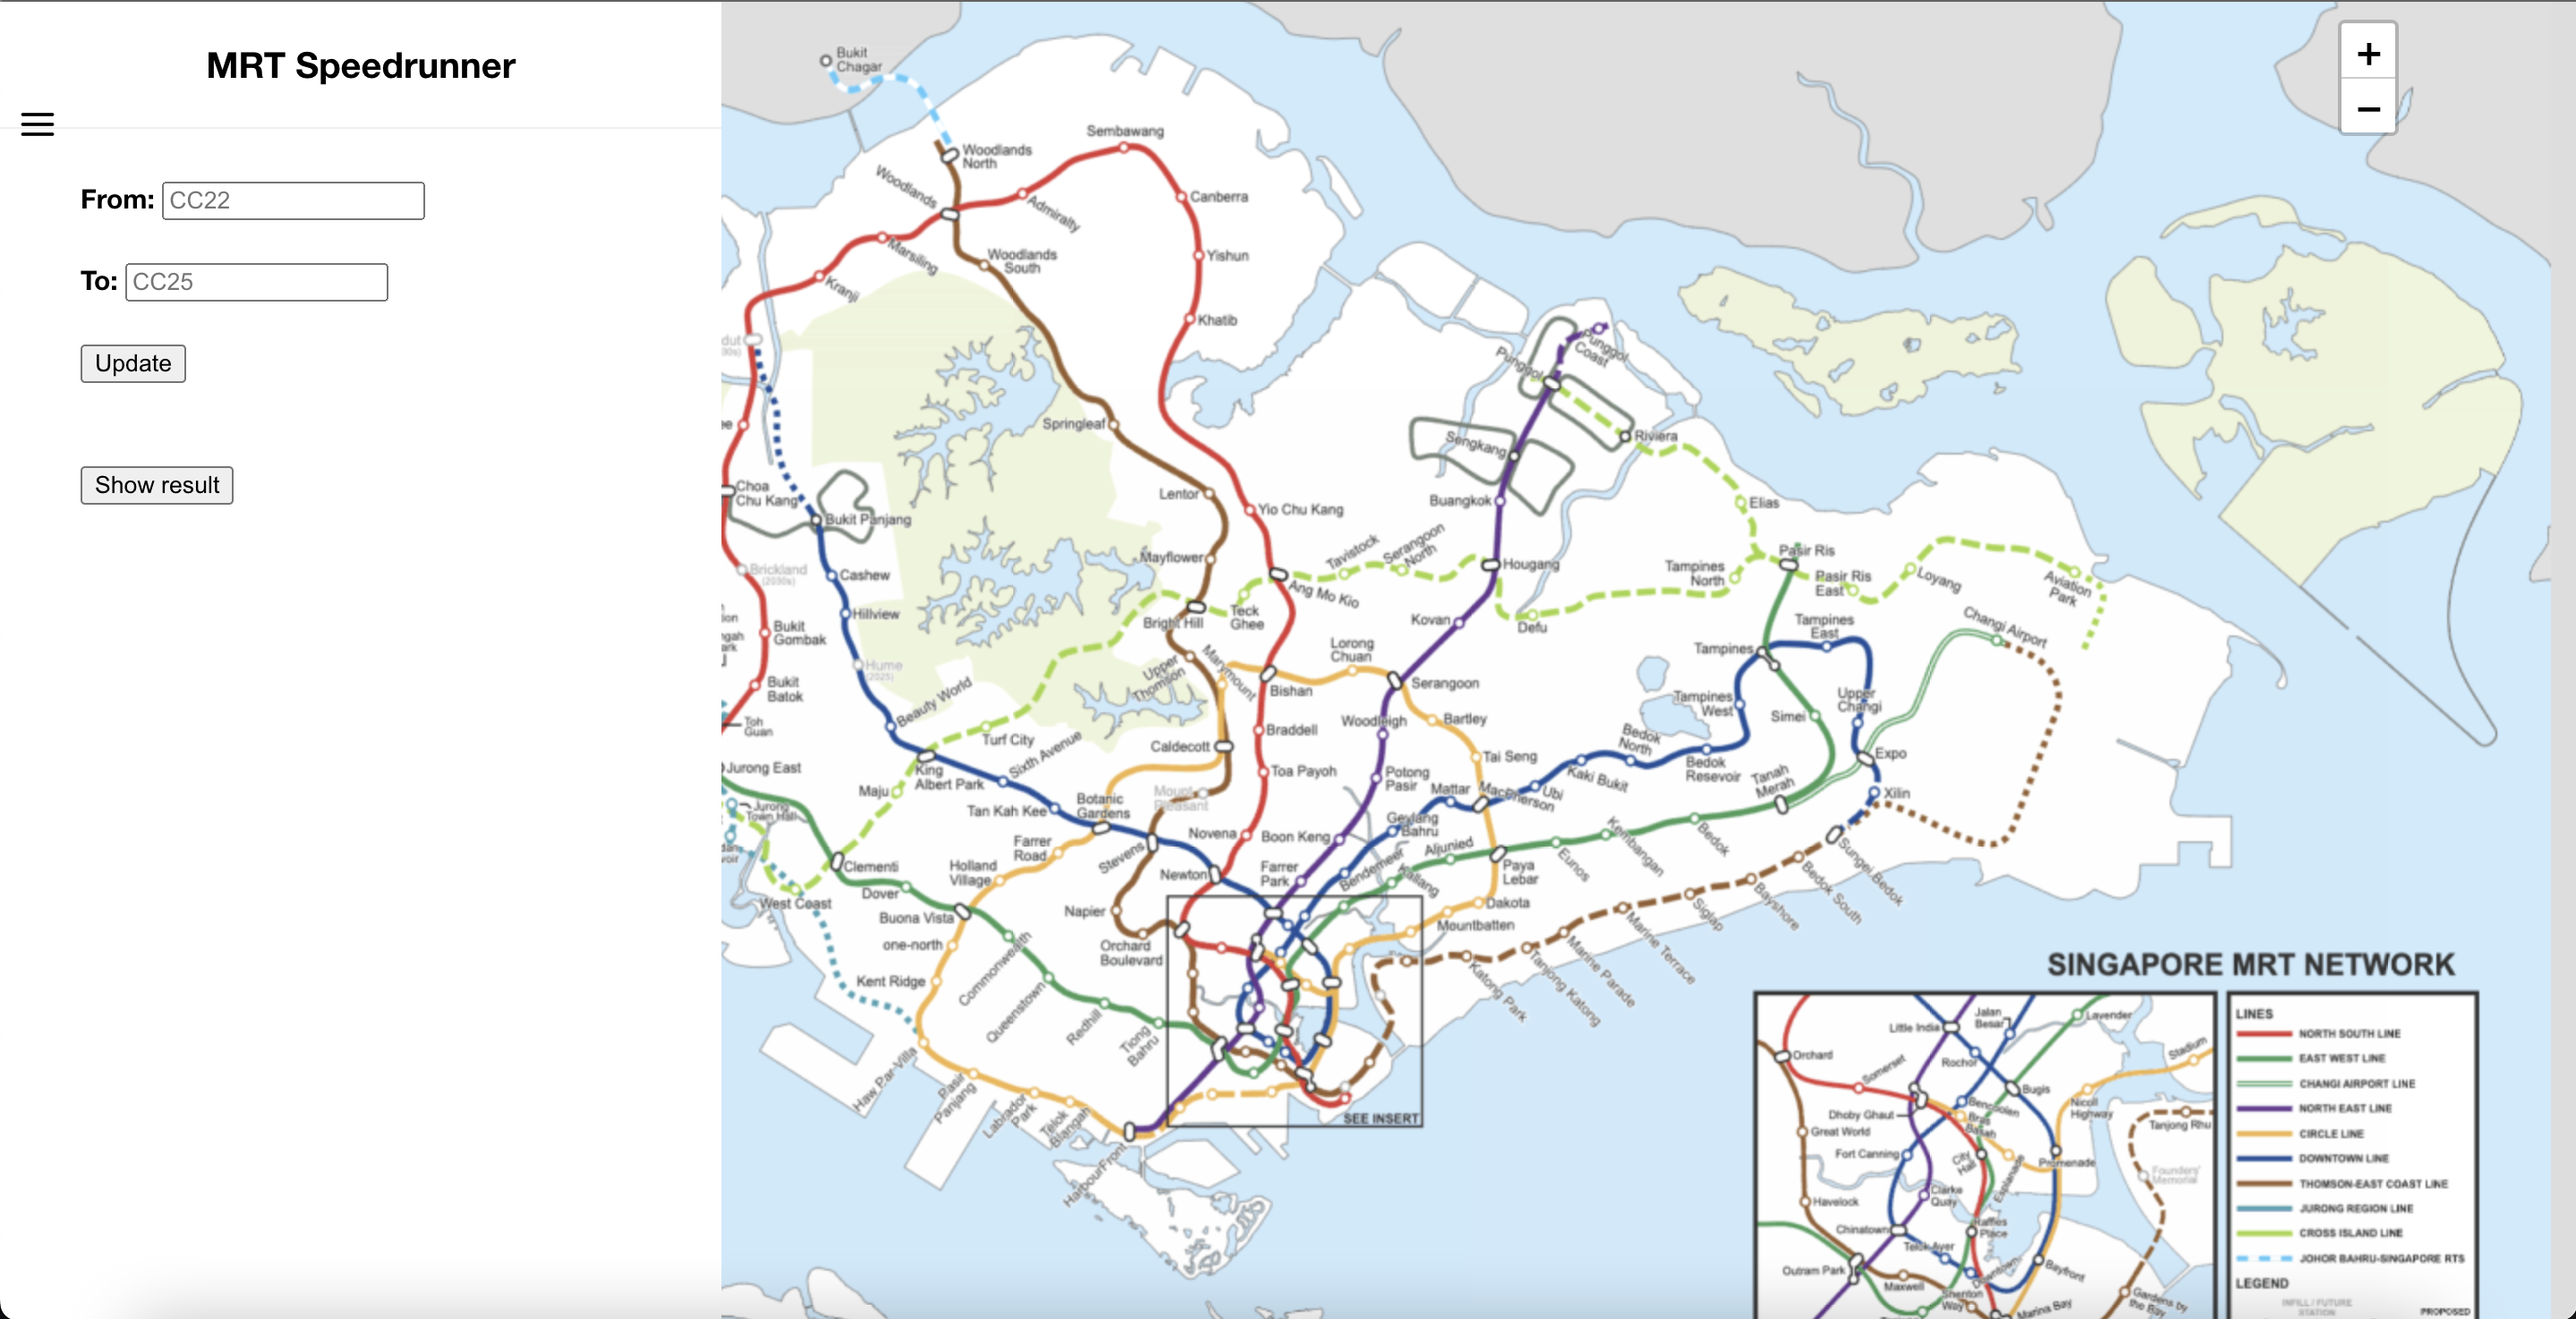 MRT Speedrunner
From: CC22
To: CC25
Update
Show result
+
−
Bukit
Chagar
Woodlands
North
Woodlands
Sembawang
Admiralty
Canberra
Marsiling
Woodlands
South
Yishun
Kranji
Khatib
Punggol
Coast
Punggol
Springleaf
Sengkang
Riviera
Choa
Chu Kang
Lentor
Yio Chu Kang
Buangkok
Elias
Bukit Panjang
Mayflower
Tavistock
Serangoon
North
Hougang
Pasir Ris
Brickland
(2030s)
Cashew
Ang Mo Kio
Tampines
North
Pasir Ris
East
Loyang
Aviation
Park
Hillview
Bright Hill
Teck
Ghee
Kovan
Defu
Tampines
East
Changi Airport
Bukit
Gombak
Hume
(2025)
Upper
Thomson
Marymount
Lorong
Chuan
Tampines
Bukit
Batok
Beauty World
Bishan
Serangoon
Tampines
West
Upper
Changi
Toh
Guan
Turf City
Sixth Avenue
Caldecott
Braddell
Woodleigh
Bartley
Bedok
North
Simei
Jurong East
King
Albert Park
Toa Payoh
Potong
Pasir
Tai Seng
Kaki Bukit
Bedok
Resevoir
Tanah
Merah
Expo
Jurong
Town Hall
Maju
Tan Kah Kee
Botanic
Gardens
Mount
Pleasant
Mattar
MacPherson
Ubi
Xilin
Farrer
Road
Novena
Boon Keng
Geylang
Bahru
Clementi
Holland
Village
Stevens
Newton
Farrer
Park
Bendemeer
Kallang
Aljunied
Paya
Lebar
Eunos
Kembangan
Bedok
Sungei Bedok
Dover
West Coast
Buona Vista
Napier
Dakota
Siglap
Bayshore
Bedok South
one-north
Commonwealth
Orchard
Boulevard
Mountbatten
Kent Ridge
Queenstown
Redhill
Tiong
Bahru
Katong Park
Tanjong Katong
Marine Parade
Marine Terrace
Haw Par Villa
Pasir
Panjang
Labrador
Park
Telok
Blangah
HarbourFront
SEE INSERT
SINGAPORE MRT NETWORK
Little India
Jalan
Besar
Lavender
Orchard
Somerset
Rochor
Bugis
Stadium
Dhoby Ghaut
Bencoolen
Bras
Basah
Nicoll
Highway
Tanjong Rhu
Great World
Fort Canning
City
Hall
Esplanade
Promenade
Founders'
Memorial
Havelock
Clarke
Quay
Chinatown
Raffles
Place
Telok Ayer
Outram Park
Maxwell
Downtown
Bayfront
Shenton
Way
Marina Bay
Gardens by
the Bay
LINES
NORTH SOUTH LINE
EAST WEST LINE
CHANGI AIRPORT LINE
NORTH EAST LINE
CIRCLE LINE
DOWNTOWN LINE
THOMSON-EAST COAST LINE
JURONG REGION LINE
CROSS ISLAND LINE
JOHOR BAHRU-SINGAPORE RTS
LEGEND
INFILL / FUTURE
STATION
PROPOSED